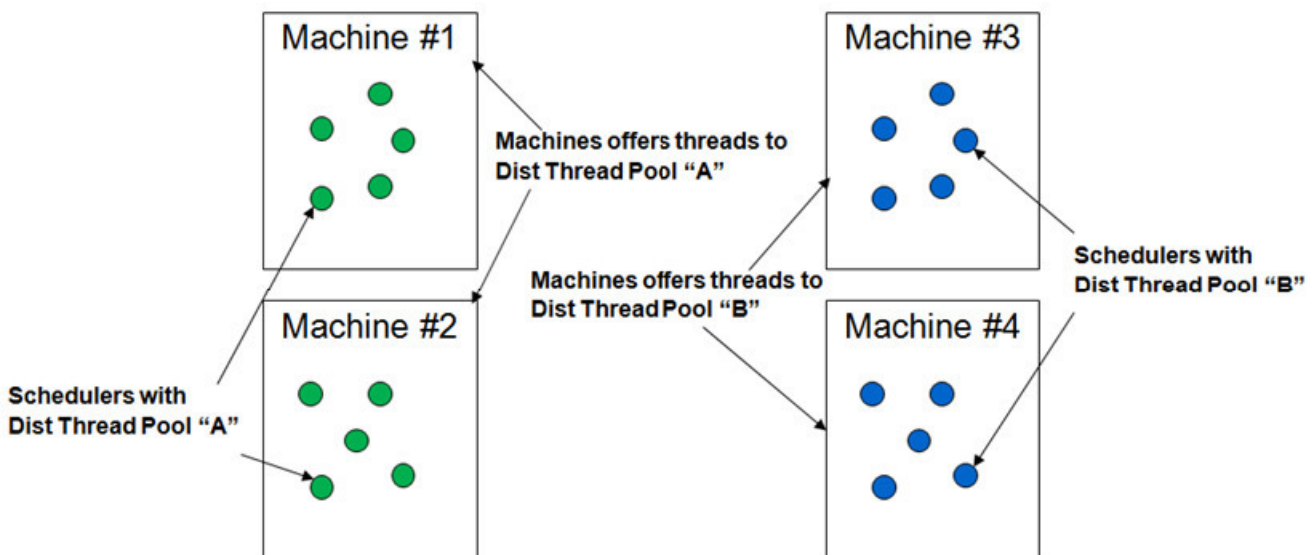 Machine #1
Machine #3
Machines offers threads to
Dist Thread Pool “A”
Machines offers threads to
Dist Thread Pool “B”
Schedulers with
Dist Thread Pool “B”
Machine #2
Machine #4
Schedulers with
Dist Thread Pool “A”